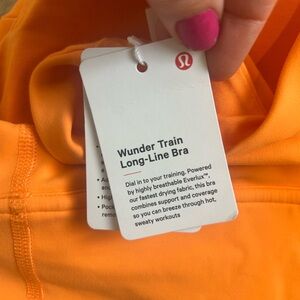 Wunder Train
Long-Line Bra
Dial in to your training. Powered
by highly breathable Everlux™,
our fastest drying fabric, this bra
combines support and coverage
so you can breeze through hot,
sweaty workouts